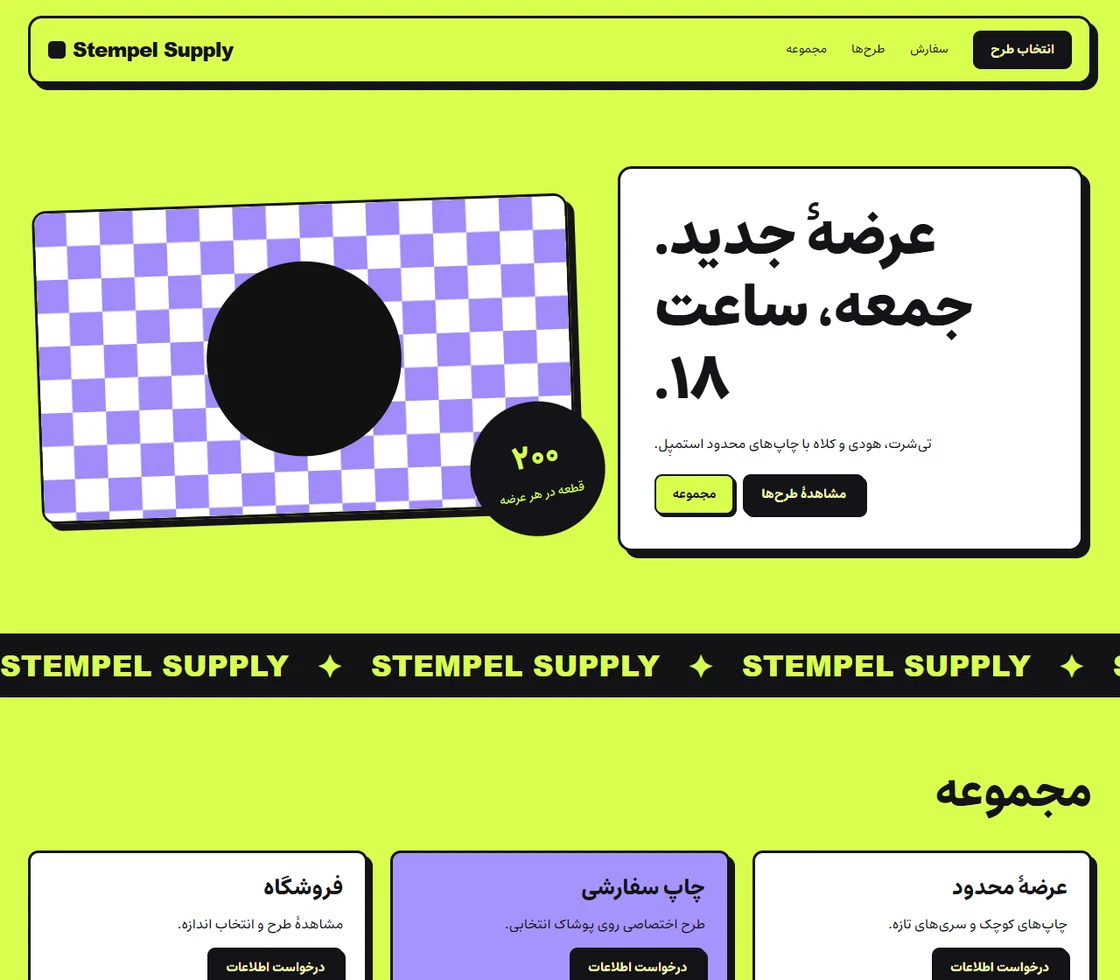 Stempel Supply
مجموعه
طرح‌ها
سفارش
انتخاب طرح
عرضهٔ جدید.
جمعه، ساعت
۱۸.
تی‌شرت، هودی و کلاه با چاپ‌های محدود استمپل.
مشاهدهٔ طرح‌ها
مجموعه
۲۰۰
قطعه در هر عرضه
STEMPEL SUPPLY ✦ STEMPEL SUPPLY ✦ STEMPEL SUPPLY ✦ S
مجموعه
عرضهٔ محدود
چاپ‌های کوچک و سری‌های تازه.
درخواست اطلاعات
چاپ سفارشی
طرح اختصاصی روی پوشاک انتخابی.
درخواست اطلاعات
فروشگاه
مشاهدهٔ طرح و انتخاب اندازه.
درخواست اطلاعات